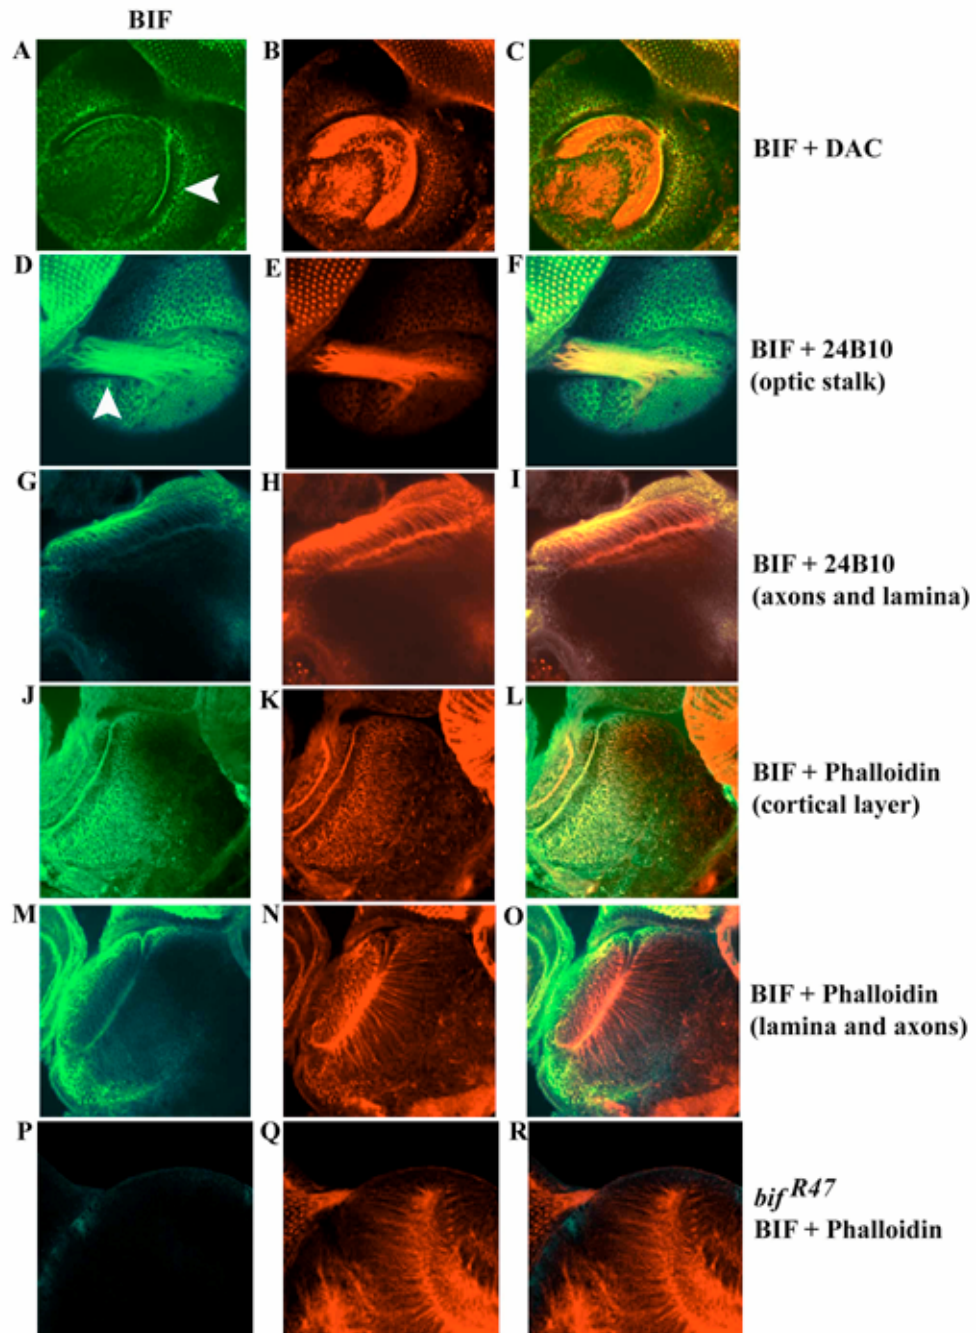 BIF
A B C
BIF + DAC
D E F
BIF + 24B10
(optic stalk)
G H I
BIF + 24B10
(axons and lamina)
J K L
BIF + Phalloidin
(cortical layer)
M N O
BIF + Phalloidin
(lamina and axons)
P Q R
bif R47
BIF + Phalloidin